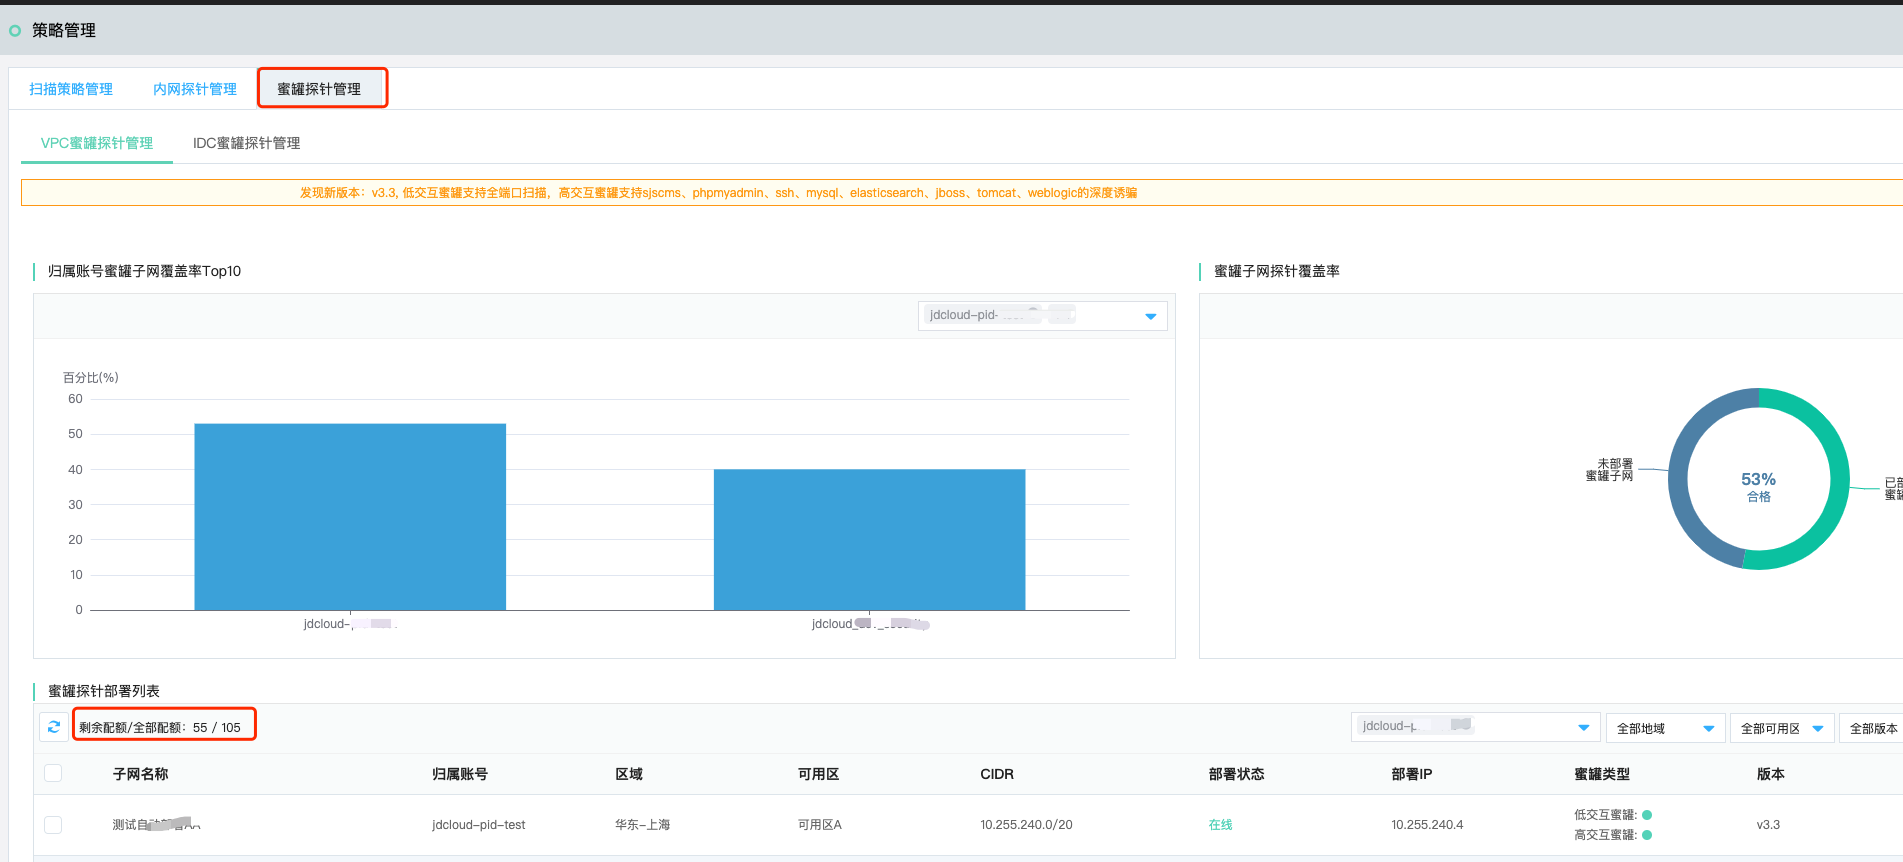 策略管理
扫描策略管理 内网探针管理 蜜罐探针管理
VPC蜜罐探针管理 IDC蜜罐探针管理
发现新版本：v3.3, 低交互蜜罐支持全端口扫描，高交互蜜罐支持sjscms、phpmyadmin、ssh、mysql、elasticsearch、jboss、tomcat、weblogic的深度诱骗
归属账号蜜罐子网覆盖率Top10
jdcloud-pid-
百分比(%)
60
50
40
30
20
10
0
jdcloud- jdcloud_
蜜罐子网探针覆盖率
未部署
蜜罐子网
53%
合格
已
蜜罐探针部署列表
剩余配额/全部配额：55 / 105
jdcloud-p 全部地域 全部可用区 全部版本
子网名称 归属账号 区域 可用区 CIDR 部署状态 部署IP 蜜罐类型 版本
测试自 jdcloud-pid-test 华东-上海 可用区A 10.255.240.0/20 在线 10.255.240.4 低交互蜜罐: v3.3
高交互蜜罐: